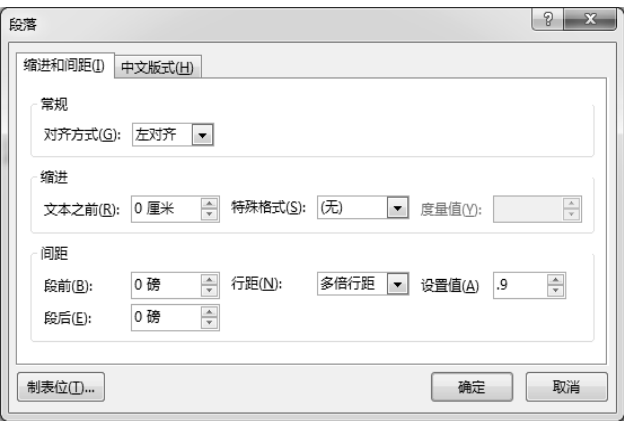 段落
缩进和间距(I) 中文版式(H)
常规
对齐方式(G): 左对齐
缩进
文本之前(R): 0 厘米 特殊格式(S): (无) 度量值(Y):
间距
段前(B): 0 磅 行距(N): 多倍行距 设置值(A) .9
段后(E): 0 磅
制表位(T)... 确定 取消